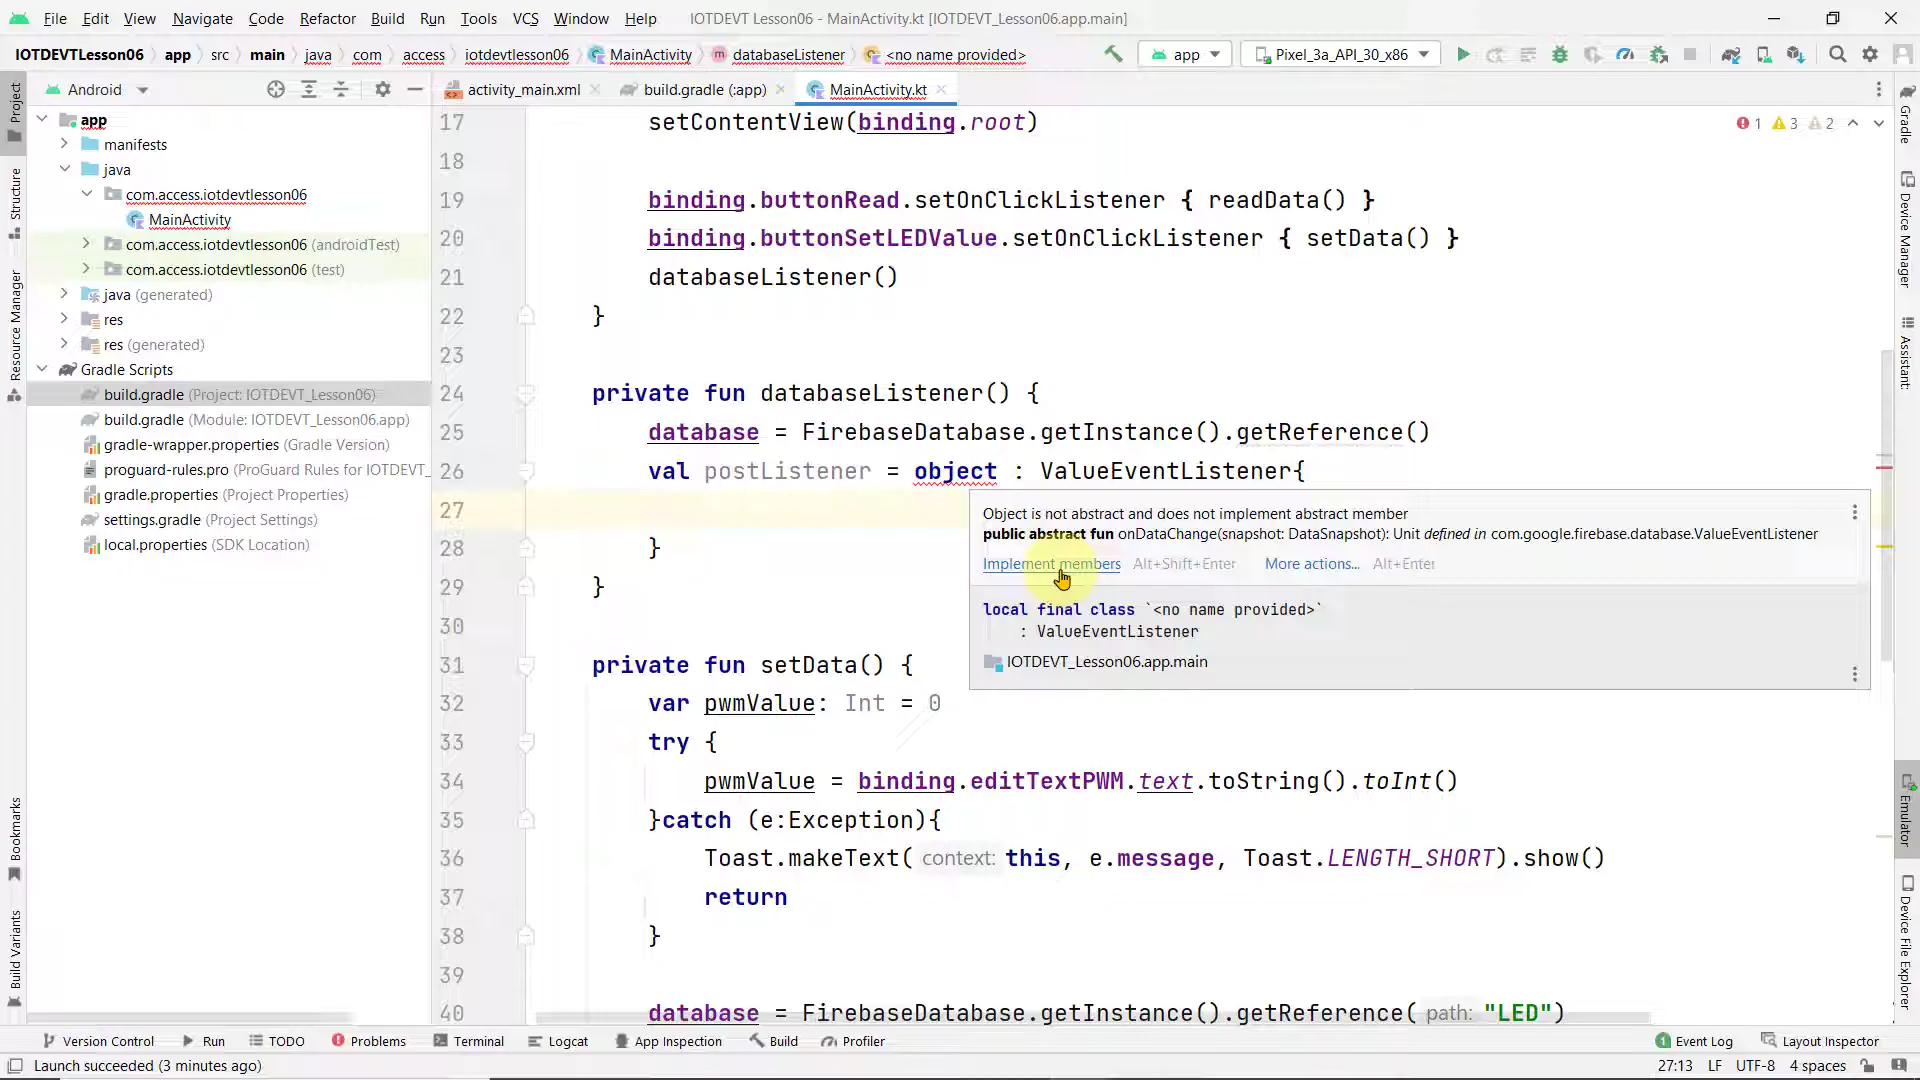 File Edit View Navigate Code Refactor Build Run Tools VCS Window Help IOTDEVT Lesson06 - MainActivity.kt [IOTDEVT_Lesson06.app.main]
IOTDEVTLesson06 app src main java com access iotdevtlesson06 MainActivity databaseListener <no name provided> app Pixel_3a_API_30_x86
Android activity_main.xml build.gradle (:app) MainActivity.kt
Project
Structure
Resource Manager
Bookmarks
Build Variants
app
manifests
java
com.access.iotdevtlesson06
MainActivity
com.access.iotdevtlesson06 (androidTest)
com.access.iotdevtlesson06 (test)
java (generated)
res
res (generated)
Gradle Scripts
build.gradle (Project: IOTDEVT_Lesson06)
build.gradle (Module: IOTDEVT_Lesson06.app)
gradle-wrapper.properties (Gradle Version)
proguard-rules.pro (ProGuard Rules for IOTDEVT_
gradle.properties (Project Properties)
settings.gradle (Project Settings)
local.properties (SDK Location)
1 3 2
17 setContentView(binding.root)
18
19 binding.buttonRead.setOnClickListener { readData() }
20 binding.buttonSetLEDValue.setOnClickListener { setData() }
21 databaseListener()
22 }
23
24 private fun databaseListener() {
25 database = FirebaseDatabase.getInstance().getReference()
26 val postListener = object : ValueEventListener{
27
28 }
29 }
30
31 private fun setData() {
32 var pwmValue: Int = 0
33 try {
34 pwmValue = binding.editTextPWM.text.toString().toInt()
35 }catch (e:Exception){
36 Toast.makeText( context: this, e.message, Toast.LENGTH_SHORT).show()
37 return
38 }
39
40 database = FirebaseDatabase.getInstance().getReference( path: "LED")
Object is not abstract and does not implement abstract member
public abstract fun onDataChange(snapshot: DataSnapshot): Unit defined in com.google.firebase.database.ValueEventListener
Implement members Alt+Shift+Enter More actions... Alt+Enter
local final class `<no name provided>`
: ValueEventListener
IOTDEVT_Lesson06.app.main
Gradle
Device Manager
Assistant:
Emulator
Device File Explorer
Version Control Run TODO Problems Terminal Logcat App Inspection Build Profiler 1 Event Log Layout Inspector
Launch succeeded (3 minutes ago) 27:13 LF UTF-8 4 spaces